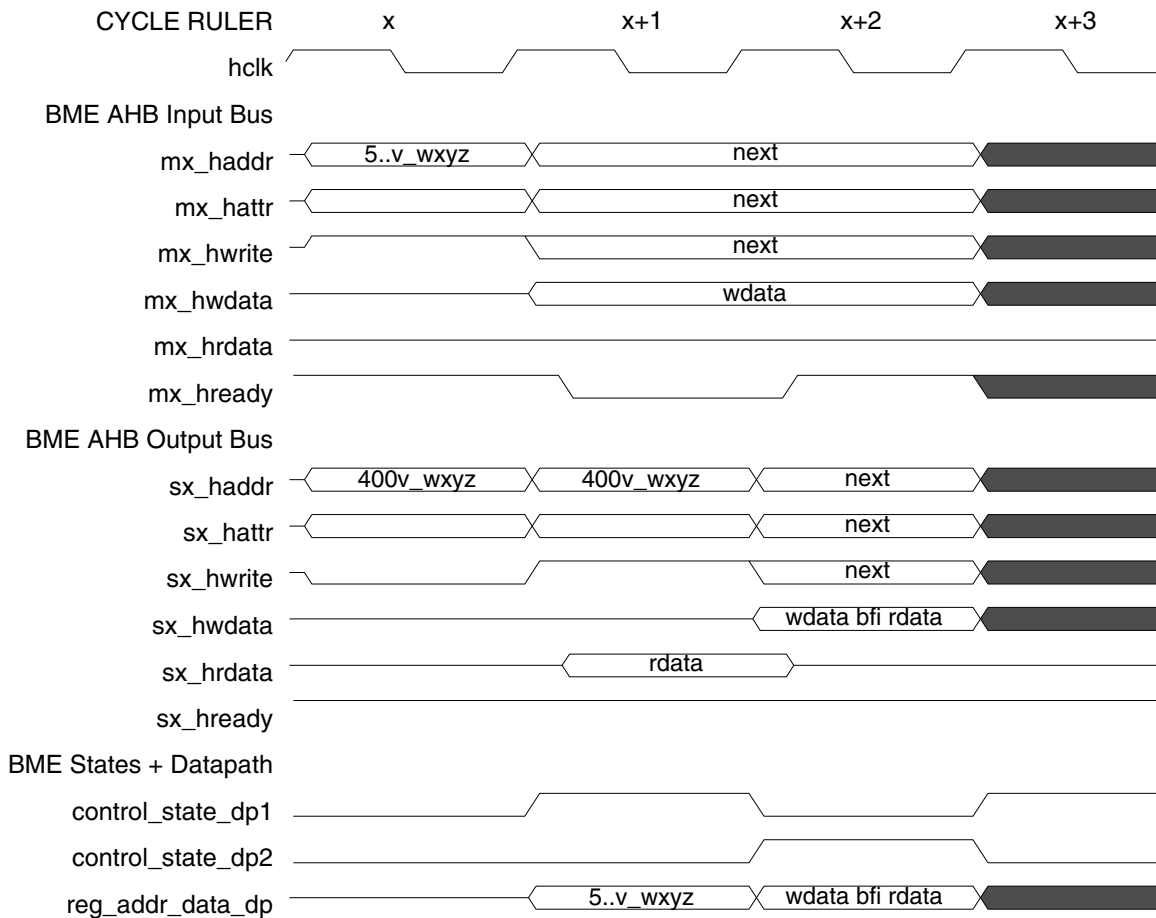 CYCLE RULER x x+1 x+2 x+3
hclk
BME AHB Input Bus
mx_haddr 5..v_wxyz next
mx_hattr next
mx_hwrite next
mx_hwdata wdata
mx_hrdata
mx_hready
BME AHB Output Bus
sx_haddr 400v_wxyz 400v_wxyz next
sx_hattr next
sx_hwrite next
sx_hwdata wdata bfi rdata
sx_hrdata rdata
sx_hready
BME States + Datapath
control_state_dp1
control_state_dp2
reg_addr_data_dp 5..v_wxyz wdata bfi rdata